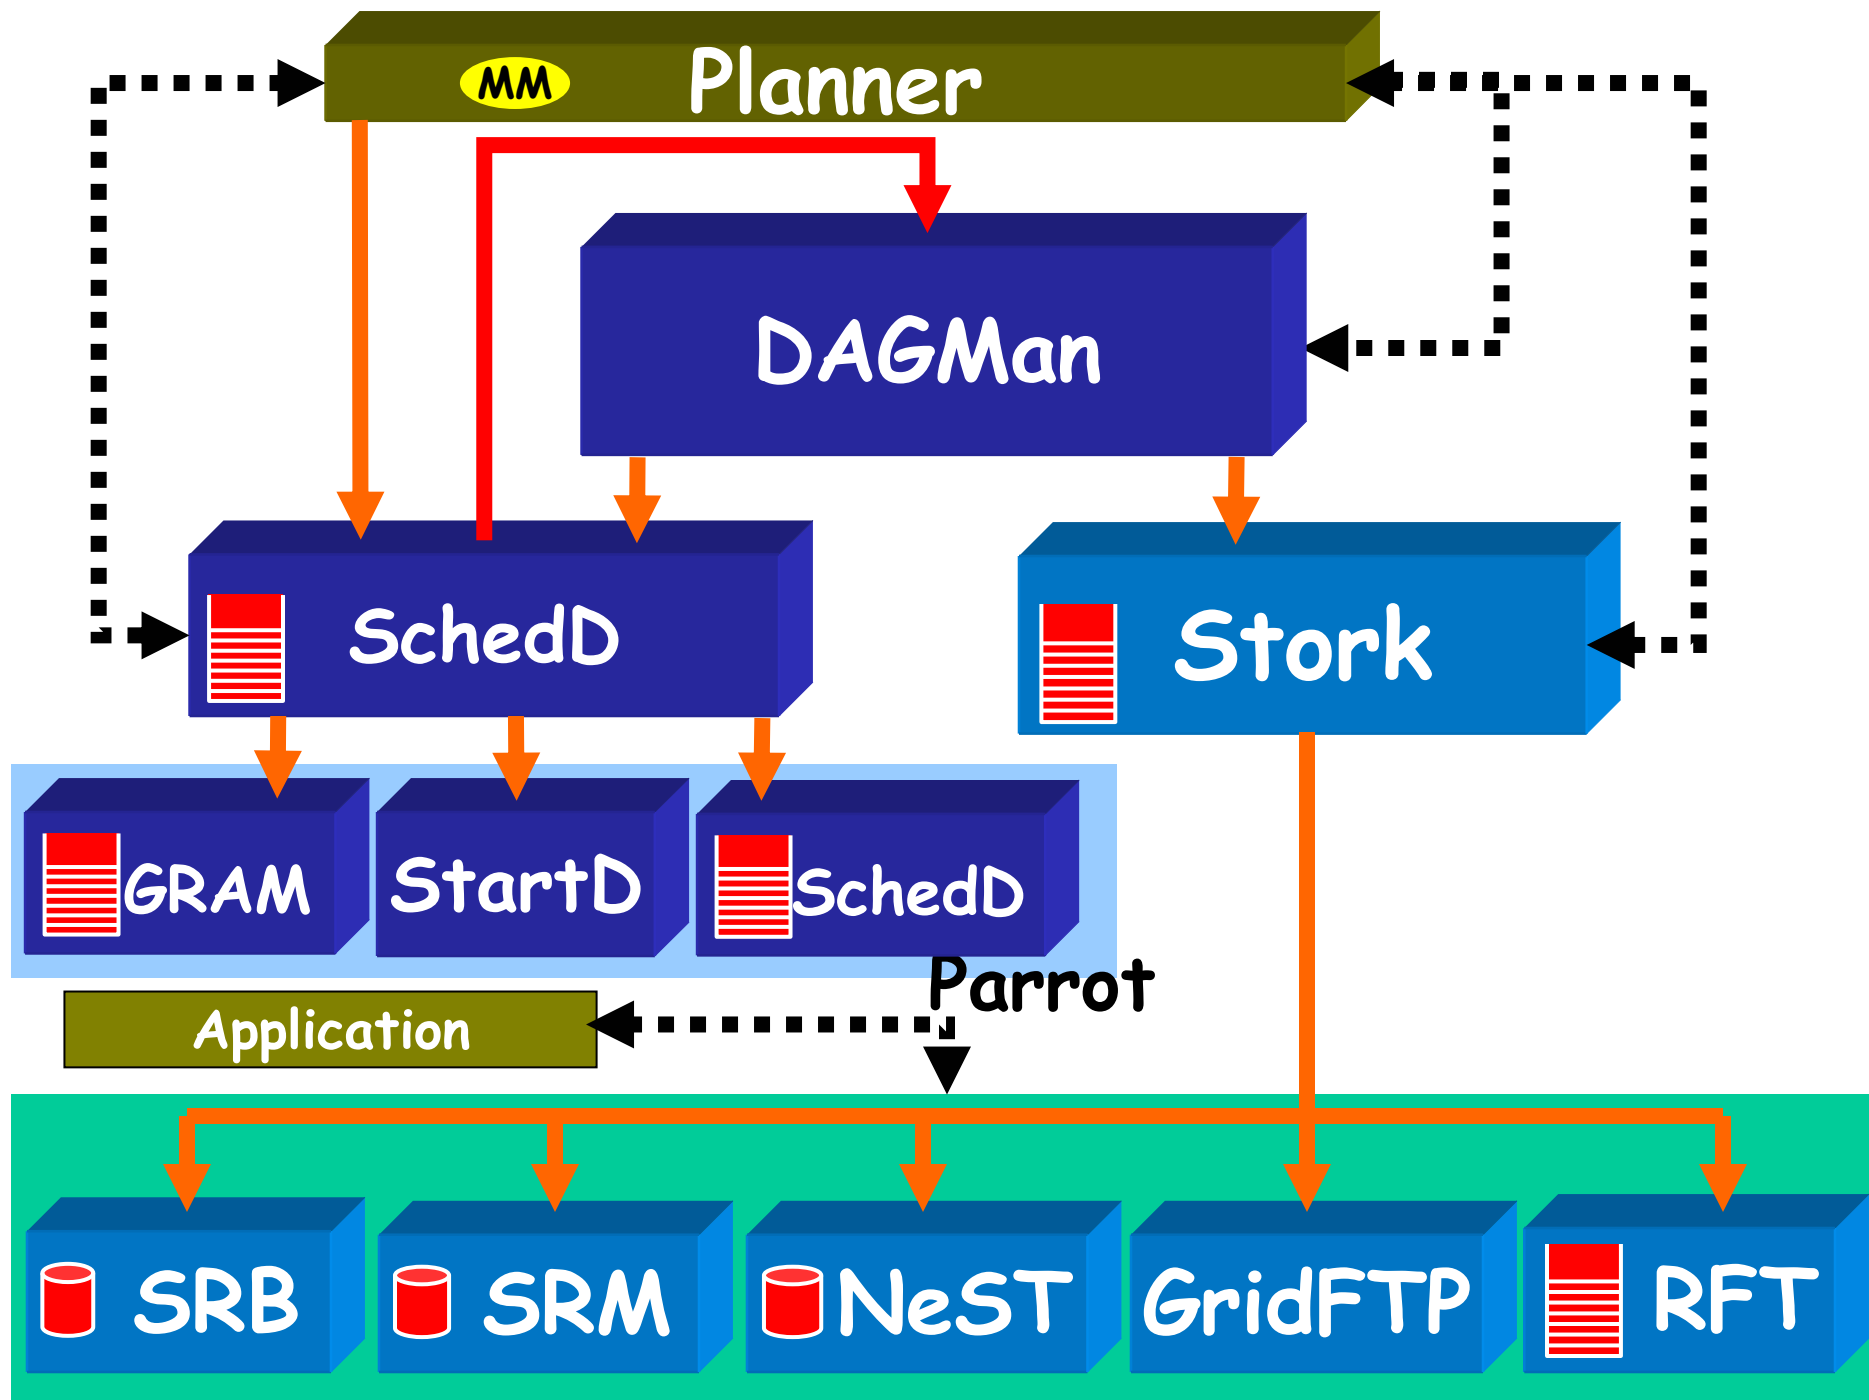 MM
Planner
DAGMan
SchedD
Stork
GRAM
StartD
SchedD
Parrot
Application
SRB
SRM
NeST
GridFTP
RFT